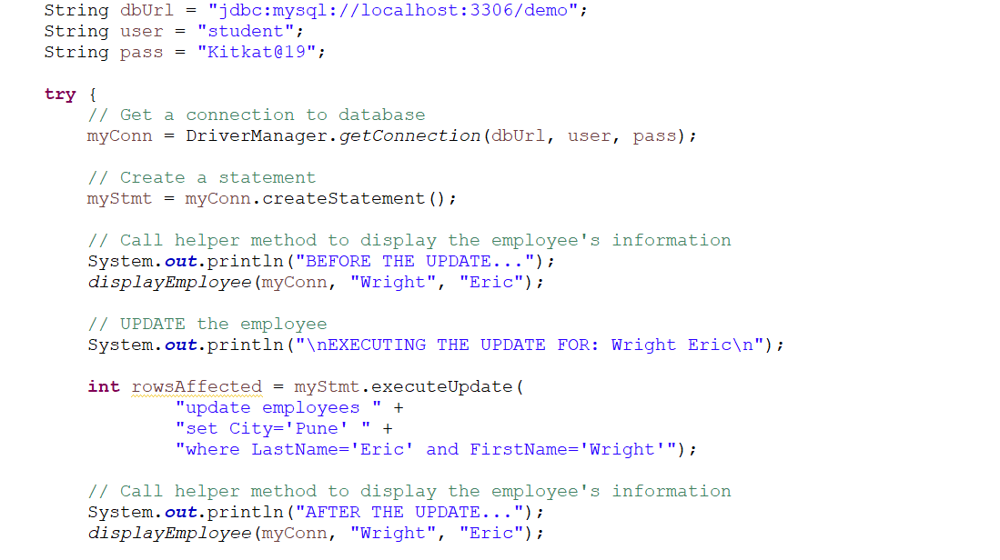 String dbUrl = "jdbc:mysql://localhost:3306/demo";
String user = "student";
String pass = "Kitkat@19";
try {
// Get a connection to database
myConn = DriverManager.getConnection(dbUrl, user, pass);
// Create a statement
myStmt = myConn.createStatement();
// Call helper method to display the employee's information
System.out.println("BEFORE THE UPDATE...");
displayEmployee(myConn, "Wright", "Eric");
// UPDATE the employee
System.out.println("\nEXECUTING THE UPDATE FOR: Wright Eric\n");
int rowsAffected = myStmt.executeUpdate(
"update employees " +
"set City='Pune' " +
"where LastName='Eric' and FirstName='Wright'");
// Call helper method to display the employee's information
System.out.println("AFTER THE UPDATE...");
displayEmployee(myConn, "Wright", "Eric");